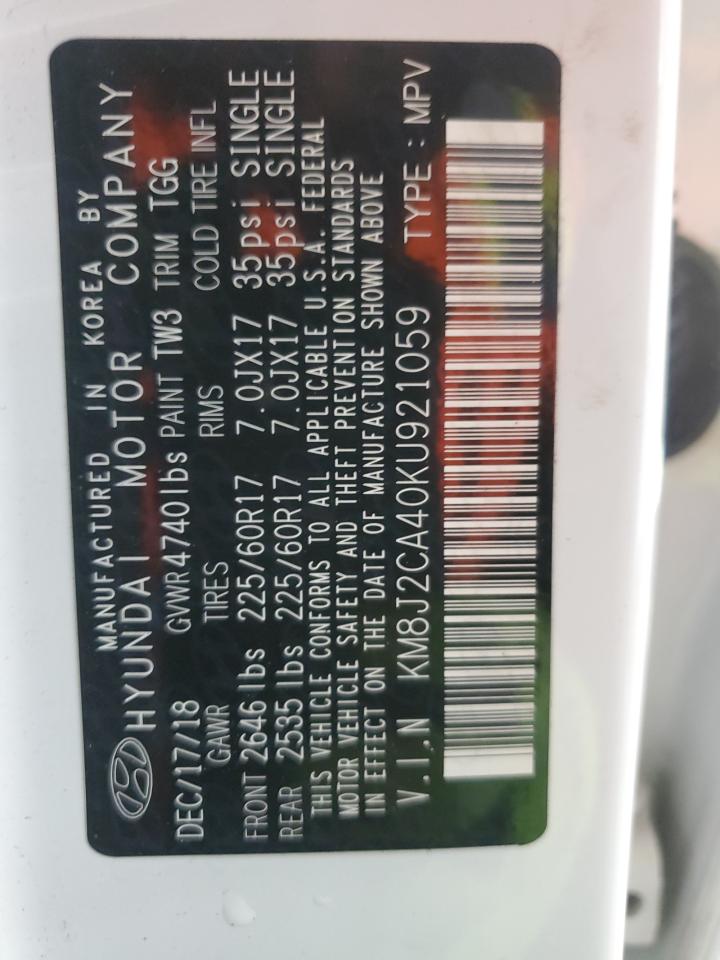 MANUFACTURED IN KOREA BY
HYUNDAI MOTOR COMPANY
DEC/17/18 GVWR 4740lbs PAINT TW3 TRIM TGG
GAWR TIRES RIMS COLD TIRE INFL
FRONT 2646 lbs 225/60R17 7.0JX17 35psi SINGLE
REAR 2535 lbs 225/60R17 7.0JX17 35psi SINGLE
THIS VEHICLE CONFORMS TO ALL APPLICABLE U.S.A. FEDERAL
MOTOR VEHICLE SAFETY AND THEFT PREVENTION STANDARDS
IN EFFECT ON THE DATE OF MANUFACTURE SHOWN ABOVE
V.I.N KM8J2CA40KU921059 TYPE : MPV